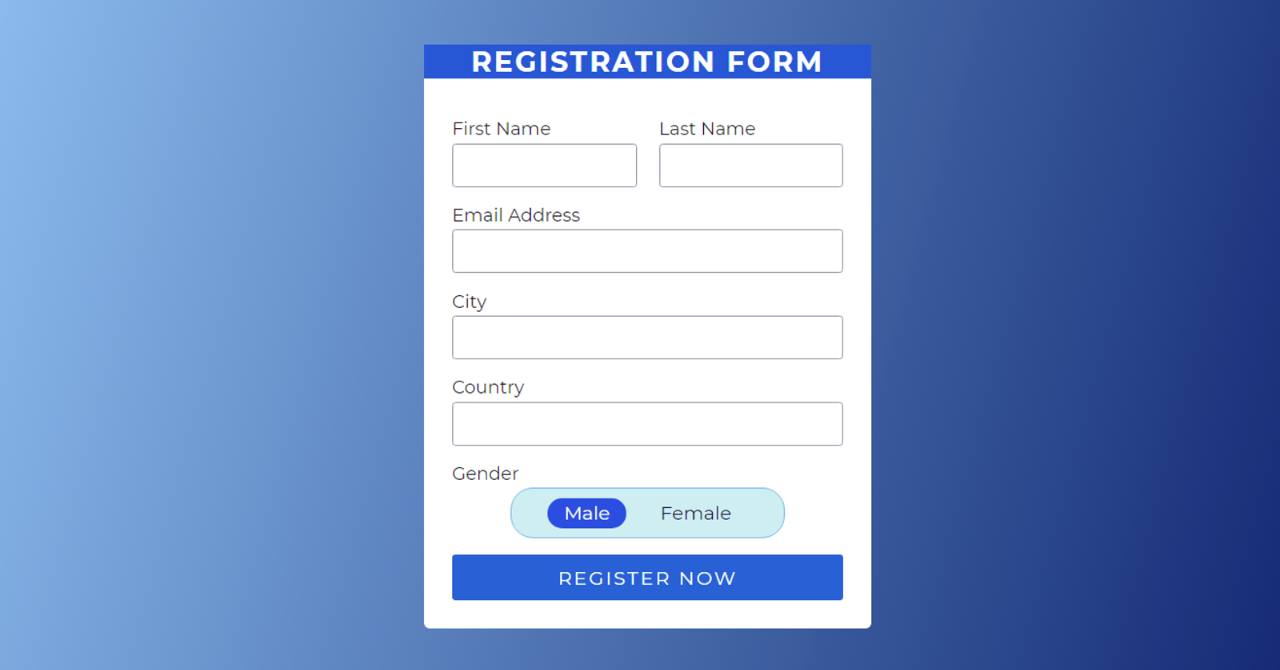 REGISTRATION FORM
First Name Last Name
Email Address
City
Country
Gender
Male Female
REGISTER NOW